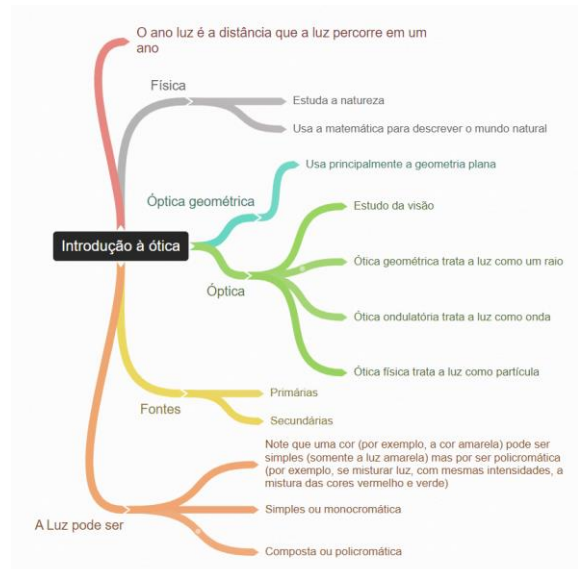 O ano luz é a distância que a luz percorre em um
ano
Física
Estuda a natureza
Usa a matemática para descrever o mundo natural
Óptica geométrica
Usa principalmente a geometria plana
Introdução à ótica
Óptica
Estudo da visão
Ótica geométrica trata a luz como um raio
Ótica ondulatória trata a luz como onda
Ótica física trata a luz como partícula
Fontes
Primárias
Secundárias
A Luz pode ser
Note que uma cor (por exemplo, a cor amarela) pode ser
simples (somente a luz amarela) mas por ser policromática
(por exemplo, se misturar luz, com mesmas intensidades, a
mistura das cores vermelho e verde)
Simples ou monocromática
Composta ou policromática